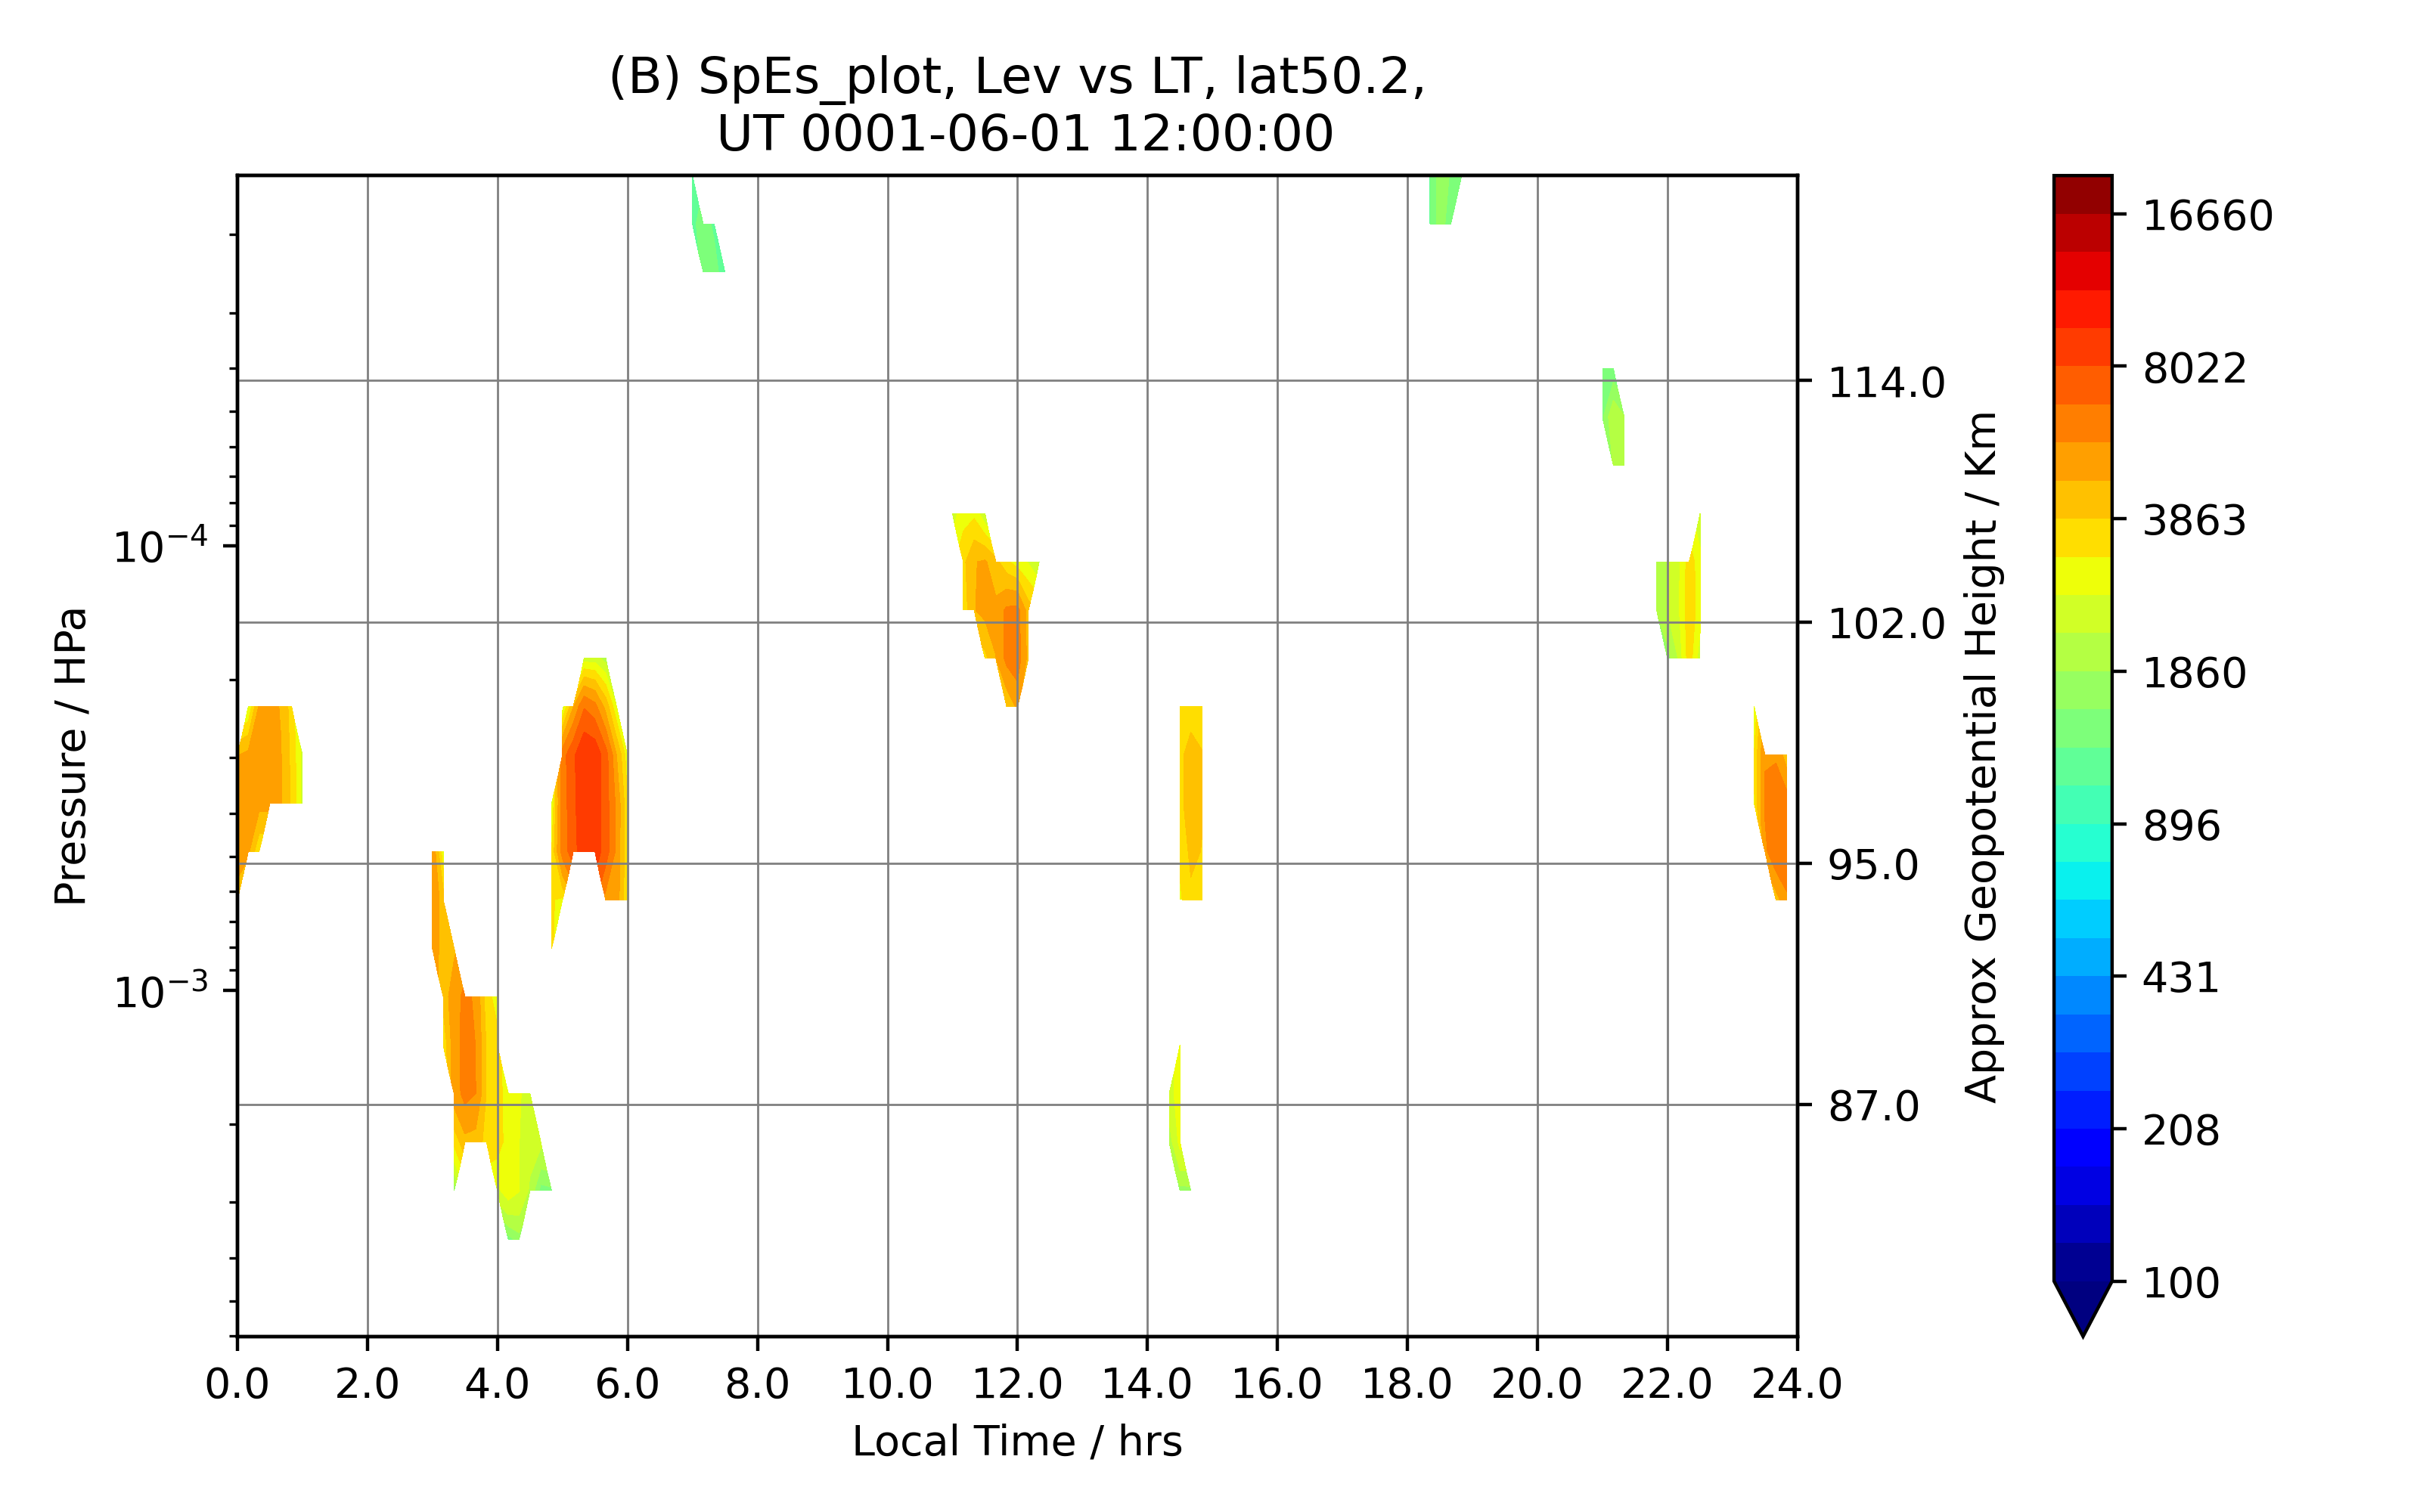 (B) SpEs_plot, Lev vs LT, lat50.2,
UT 0001-06-01 12:00:00
Pressure / HPa
10⁻⁴
10⁻³
114.0
102.0
95.0
87.0
Approx Geopotential Height / Km
16660
8022
3863
1860
896
431
208
100
0.0 2.0 4.0 6.0 8.0 10.0 12.0 14.0 16.0 18.0 20.0 22.0 24.0
Local Time / hrs